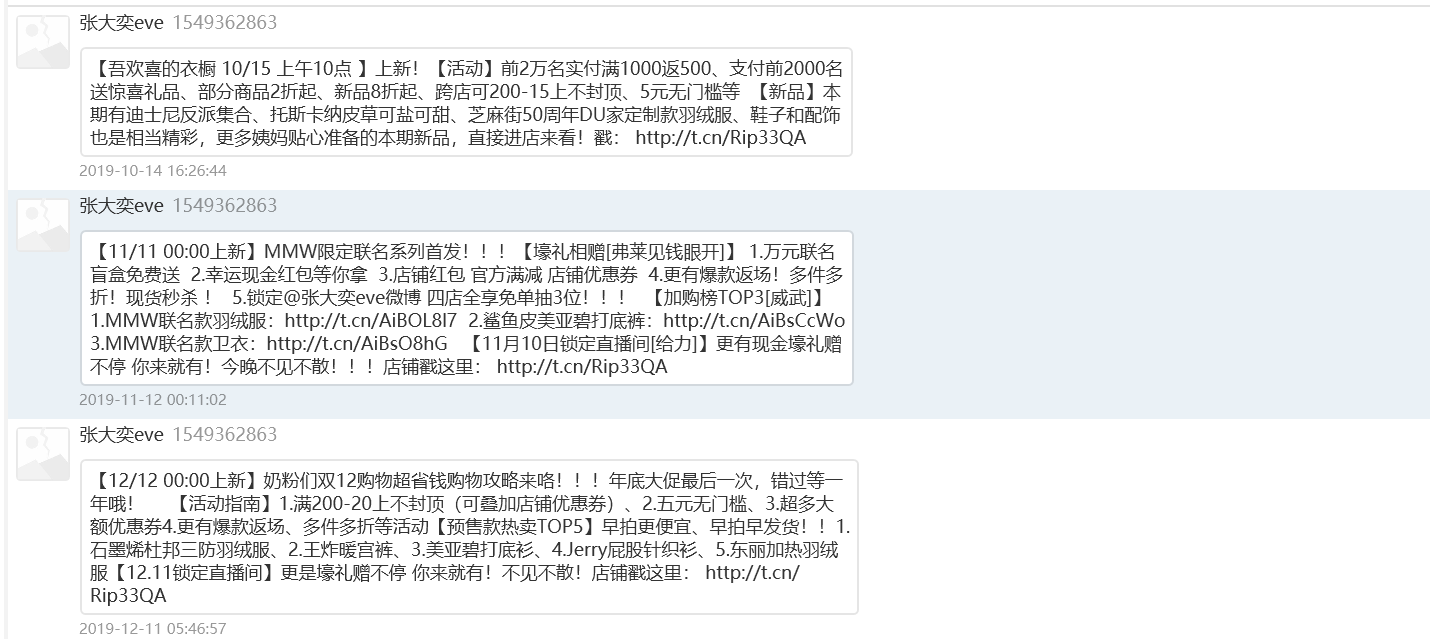 张大奕eve 1549362863
【吾欢喜的衣橱 10/15 上午10点 】上新！【活动】前2万名实付满1000返500、支付前2000名
送惊喜礼品、部分商品2折起、新品8折起、跨店可200-15上不封顶、5元无门槛等 【新品】本
期有迪士尼反派集合、托斯卡纳皮草可盐可甜、芝麻街50周年DU家定制款羽绒服、鞋子和配饰
也是相当精彩，更多姨妈贴心准备的本期新品，直接进店来看！戳： http://t.cn/Rip33QA
2019-10-14 16:26:44
张大奕eve 1549362863
【11/11 00:00上新】MMW限定联名系列首发！！！【壕礼相赠[弗莱见钱眼开]】 1.万元联名
盲盒免费送 2.幸运现金红包等你拿 3.店铺红包 官方满减 店铺优惠券 4.更有爆款返场！多件多
折！现货秒杀 ！ 5.锁定@张大奕eve微博 四店全享免单抽3位！！！ 【加购榜TOP3[威武]】
1.MMW联名款羽绒服：http://t.cn/AiBOL8l7 2.鲨鱼皮美亚碧打底裤：http://t.cn/AiBsCcWo
3.MMW联名款卫衣：http://t.cn/AiBsO8hG 【11月10日锁定直播间[给力]】更有现金壕礼赠
不停 你来就有！今晚不见不散！！！店铺戳这里： http://t.cn/Rip33QA
2019-11-12 00:11:02
张大奕eve 1549362863
【12/12 00:00上新】奶粉们双12购物超省钱购物攻略来咯！！！年底大促最后一次，错过等一
年哦！ 【活动指南】1.满200-20上不封顶（可叠加店铺优惠券）、2.五元无门槛、3.超多大
额优惠券4.更有爆款返场、多件多折等活动【预售款热卖TOP5】早拍更便宜、早拍早发货！！1.
石墨烯杜邦三防羽绒服、2.王炸暖宫裤、3.美亚碧打底衫、4.Jerry屁股针织衫、5.东丽加热羽绒
服【12.11锁定直播间】更是壕礼赠不停 你来就有！不见不散！店铺戳这里： http://t.cn/
Rip33QA
2019-12-11 05:46:57